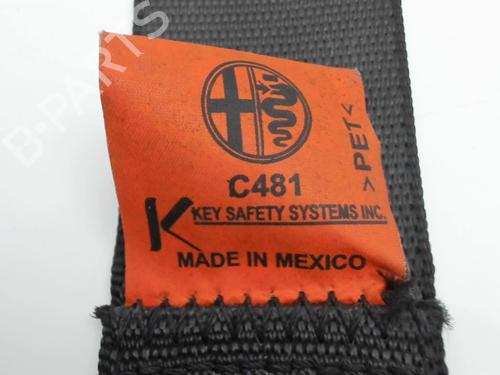 B-PARTS
C481
>PET<
K KEY SAFETY SYSTEMS INC.
MADE IN MEXICO